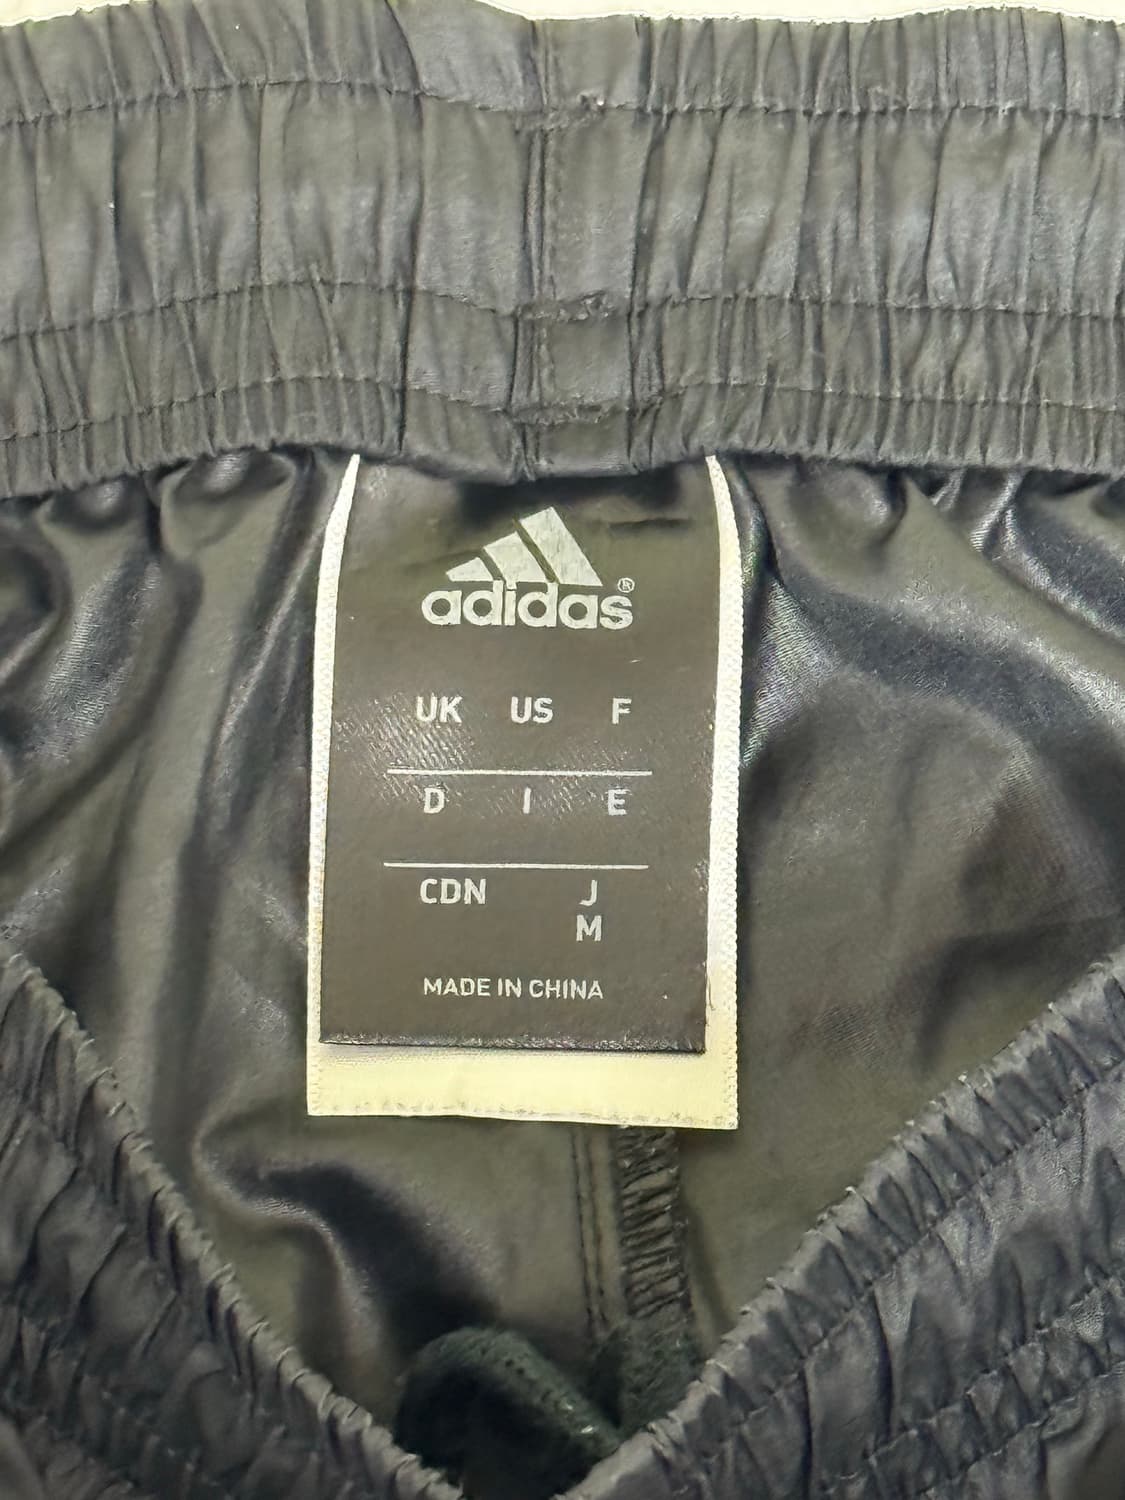 adidas®
UK US F
D I E
CDN J
M
MADE IN CHINA